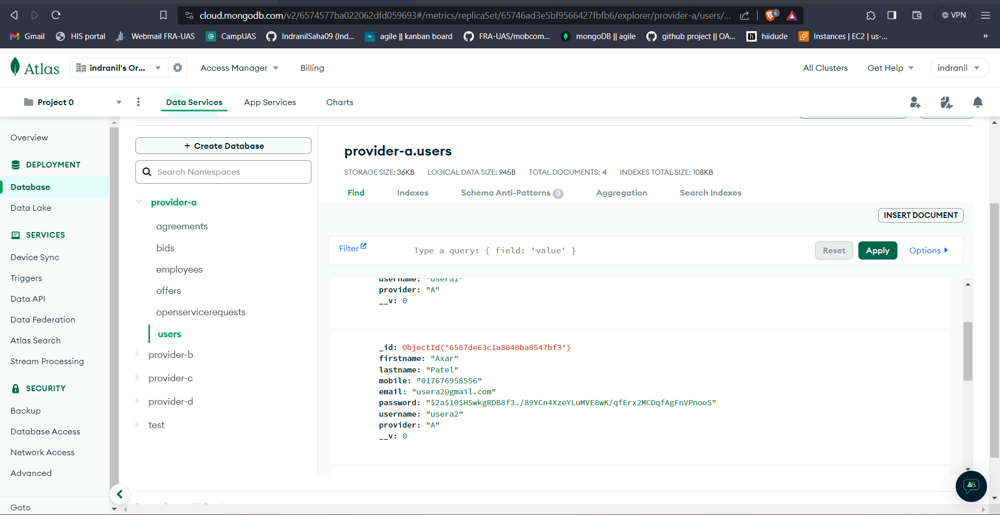 cloud.mongodb.com/v2/6574577ba022062dfd059693#/metrics/replicaSet/65746ad3e5bf9566427fbfb6/explorer/provider-a/users/...
6
VPN
Gmail
HIS portal
Webmail FRA-UAS
CampUAS
IndranilSaha09 (Ind...
agile || kanban board
FRA-UAS/mobcom...
mongoDB || agile
github project || OA...
hiidude
Instances | EC2 | us-...
»
Atlas
indranil's Or...
Access Manager
Billing
All Clusters
Get Help
indranil
Project 0
Data Services
App Services
Charts
Overview
DEPLOYMENT
Database
Data Lake
SERVICES
Device Sync
Triggers
Data API
Data Federation
Atlas Search
Stream Processing
SECURITY
Backup
Database Access
Network Access
Advanced
Goto
+ Create Database
Search Namespaces
provider-a
agreements
bids
employees
offers
openservicerequests
users
provider-b
provider-c
provider-d
test
provider-a.users
STORAGE SIZE: 36KB LOGICAL DATA SIZE: 945B TOTAL DOCUMENTS: 4 INDEXES TOTAL SIZE: 108KB
Find
Indexes
Schema Anti-Patterns 0
Aggregation
Search Indexes
INSERT DOCUMENT
Filter
Type a query: { field: 'value' }
Reset
Apply
Options
username: "usera1"
provider: "A"
__v: 0
_id: ObjectId('6587de63c1a8040ba0547bf3')
firstname: "Axar"
lastname: "Patel"
mobile: "017676958556"
email: "usera2@gmail.com"
password: "$2a$10$H5wkgRDB8f3./89YCn4XzeYLuMVE8wK/qfErx2MCDqfAgFnVPnooS"
username: "usera2"
provider: "A"
__v: 0